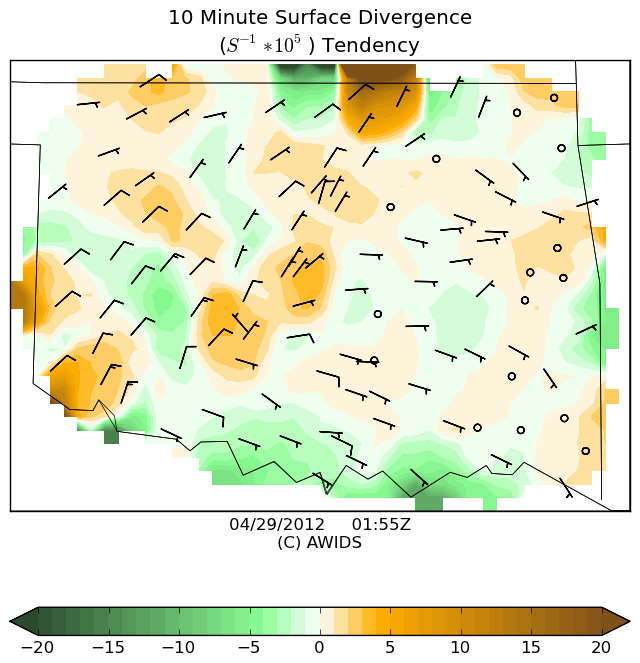 10 Minute Surface Divergence
(S⁻¹ * 10⁵ ) Tendency
04/29/2012 01:55Z
(C) AWIDS
−20 −15 −10 −5 0 5 10 15 20